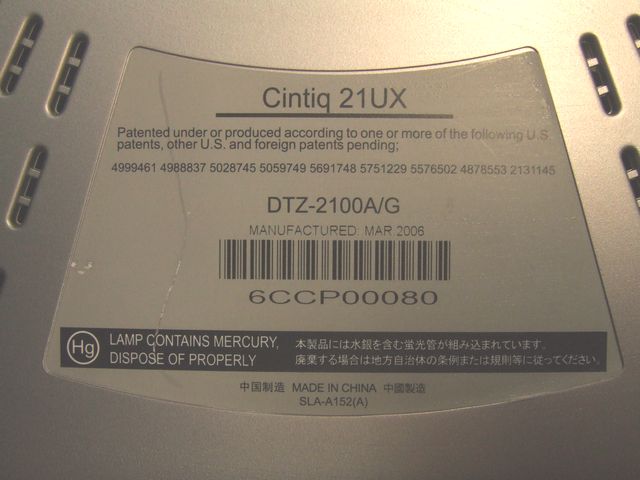 Cintiq 21UX
Patented under or produced according to one or more of the following U.S.
patents, other U.S. and foreign patents pending;
4999461 4988837 5028745 5059749 5691748 5751229 5576502 4878553 2131145
DTZ-2100A/G
MANUFACTURED: MAR.2006
6CCP00080
Hg
LAMP CONTAINS MERCURY, 本製品には水銀を含む蛍光管が組み込まれています。
DISPOSE OF PROPERLY 廃棄する場合は地方自治体の条例または規則等に従ってください。
中国制造 MADE IN CHINA 中國製造
SLA-A152(A)